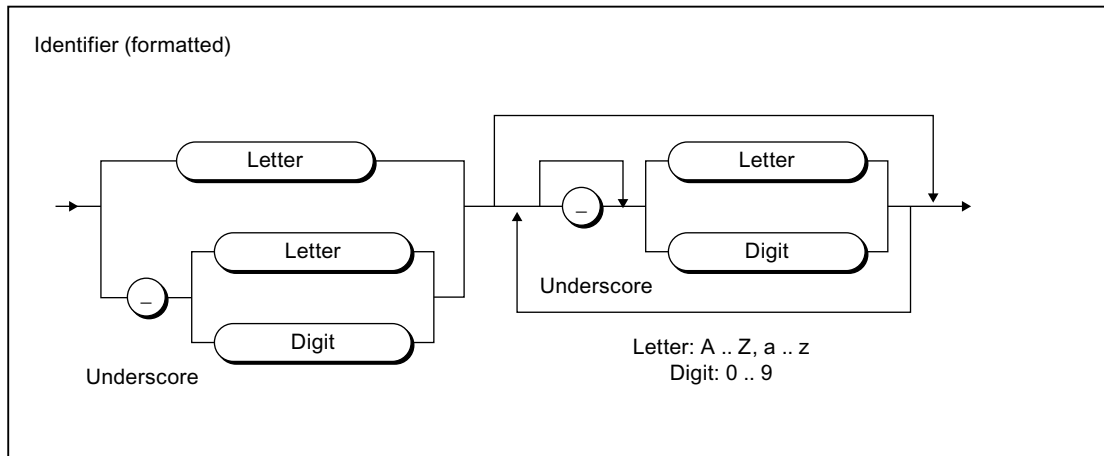 Identifier (formatted)
Letter
Letter
_
Letter
_
Digit
Underscore
Digit
Underscore
Letter: A .. Z, a .. z
Digit: 0 .. 9